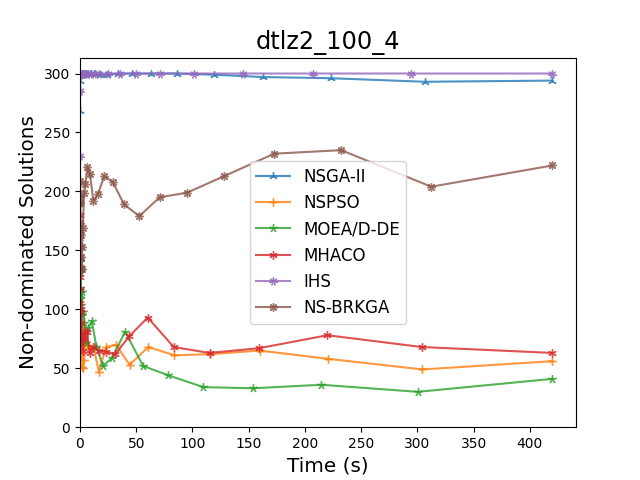 dtlz2_100_4
Non-dominated Solutions
300
250
200
150
100
50
0
NSGA-II
NSPSO
MOEA/D-DE
MHACO
IHS
NS-BRKGA
0 50 100 150 200 250 300 350 400
Time (s)